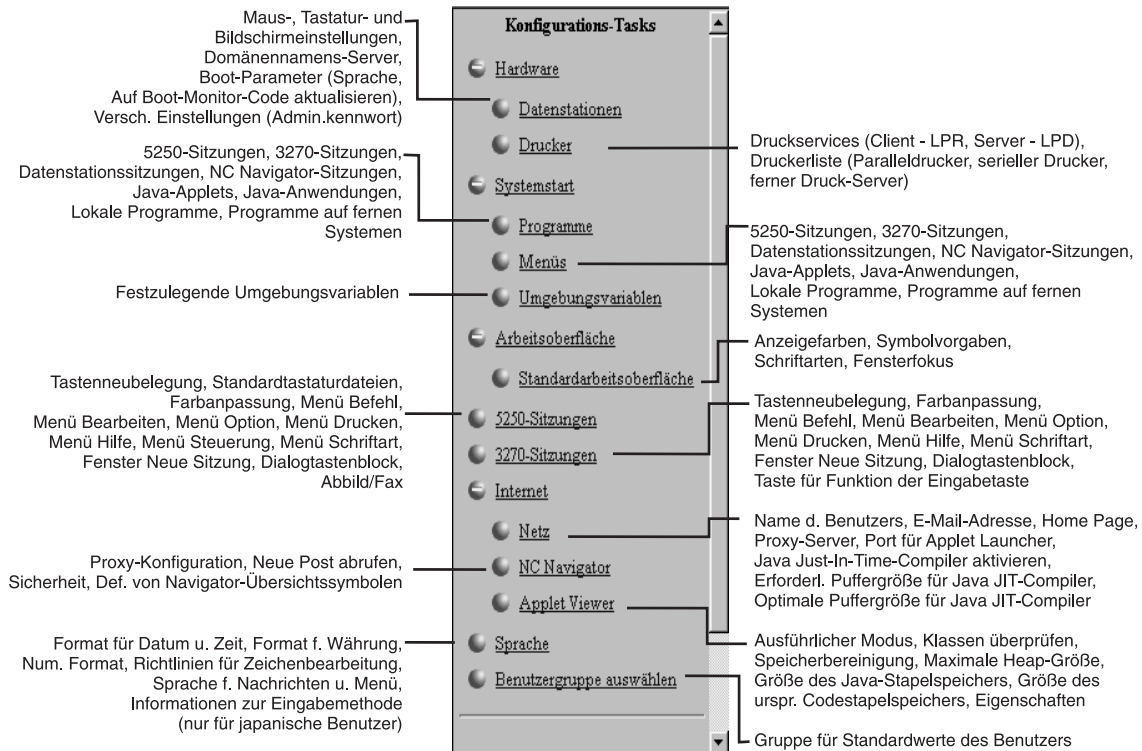 Maus-, Tastatur- und
Bildschirmeinstellungen,
Domänennamens-Server,
Boot-Parameter (Sprache,
Auf Boot-Monitor-Code aktualisieren),
Versch. Einstellungen (Admin.kennwort)
5250-Sitzungen, 3270-Sitzungen,
Datenstationssitzungen, NC Navigator-Sitzungen,
Java-Applets, Java-Anwendungen,
Lokale Programme, Programme auf fernen
Systemen
Festzulegende Umgebungsvariablen
Tastenneubelegung, Standardtastaturdateien,
Farbanpassung, Menü Befehl,
Menü Bearbeiten, Menü Option, Menü Drucken,
Menü Hilfe, Menü Steuerung, Menü Schriftart,
Fenster Neue Sitzung, Dialogtastenblock,
Abbild/Fax
Proxy-Konfiguration, Neue Post abrufen,
Sicherheit, Def. von Navigator-Übersichtssymbolen
Format für Datum u. Zeit, Format f. Währung,
Num. Format, Richtlinien für Zeichenbearbeitung,
Sprache f. Nachrichten u. Menü,
Informationen zur Eingabemethode
(nur für japanische Benutzer)
Konfigurations-Tasks
Hardware
Datenstationen
Drucker
Systemstart
Programme
Menüs
Umgebungsvariablen
Arbeitsoberfläche
Standardarbeitsoberfläche
5250-Sitzungen
3270-Sitzungen
Internet
Netz
NC Navigator
Applet Viewer
Sprache
Benutzergruppe auswählen
Druckservices (Client - LPR, Server - LPD),
Druckerliste (Paralleldrucker, serieller Drucker,
ferner Druck-Server)
5250-Sitzungen, 3270-Sitzungen,
Datenstationssitzungen, NC Navigator-Sitzungen,
Java-Applets, Java-Anwendungen,
Lokale Programme, Programme auf fernen
Systemen
Anzeigefarben, Symbolvorgaben,
Schriftarten, Fensterfokus
Tastenneubelegung, Farbanpassung,
Menü Befehl, Menü Bearbeiten, Menü Option,
Menü Drucken, Menü Hilfe, Menü Schriftart,
Fenster Neue Sitzung, Dialogtastenblock,
Taste für Funktion der Eingabetaste
Name d. Benutzers, E-Mail-Adresse, Home Page,
Proxy-Server, Port für Applet Launcher,
Java Just-In-Time-Compiler aktivieren,
Erforderl. Puffergröße für Java JIT-Compiler,
Optimale Puffergröße für Java JIT-Compiler
Ausführlicher Modus, Klassen überprüfen,
Speicherbereinigung, Maximale Heap-Größe,
Größe des Java-Stapelspeichers, Größe des
urspr. Codestapelspeichers, Eigenschaften
Gruppe für Standardwerte des Benutzers